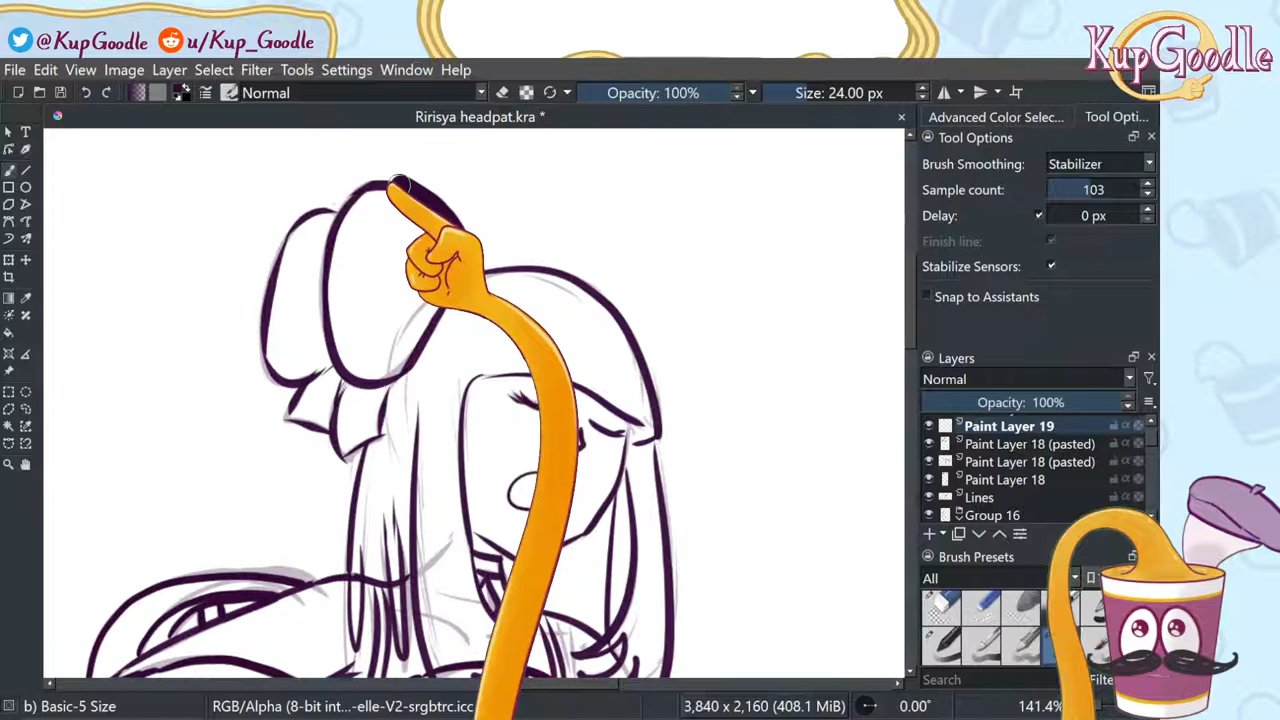 @KupGoodle u/Kup_Goodle
KupGoodle
File Edit View Image Layer Select Filter Tools Settings Window Help
Normal Opacity: 100% Size: 24.00 px
Ririsya headpat.kra *
Advanced Color Selec... Tool Opti...
Tool Options
Brush Smoothing: Stabilizer
Sample count: 103
Delay: 0 px
Finish line:
Stabilize Sensors:
Snap to Assistants
Layers
Normal
Opacity: 100%
Paint Layer 19
Paint Layer 18 (pasted)
Paint Layer 18 (pasted)
Paint Layer 18
Lines
Group 16
Brush Presets
All
Search
b) Basic-5 Size RGB/Alpha (8-bit int...-elle-V2-srgbtrc.icc 3,840 x 2,160 (408.1 MiB) 0.00° 141.4%